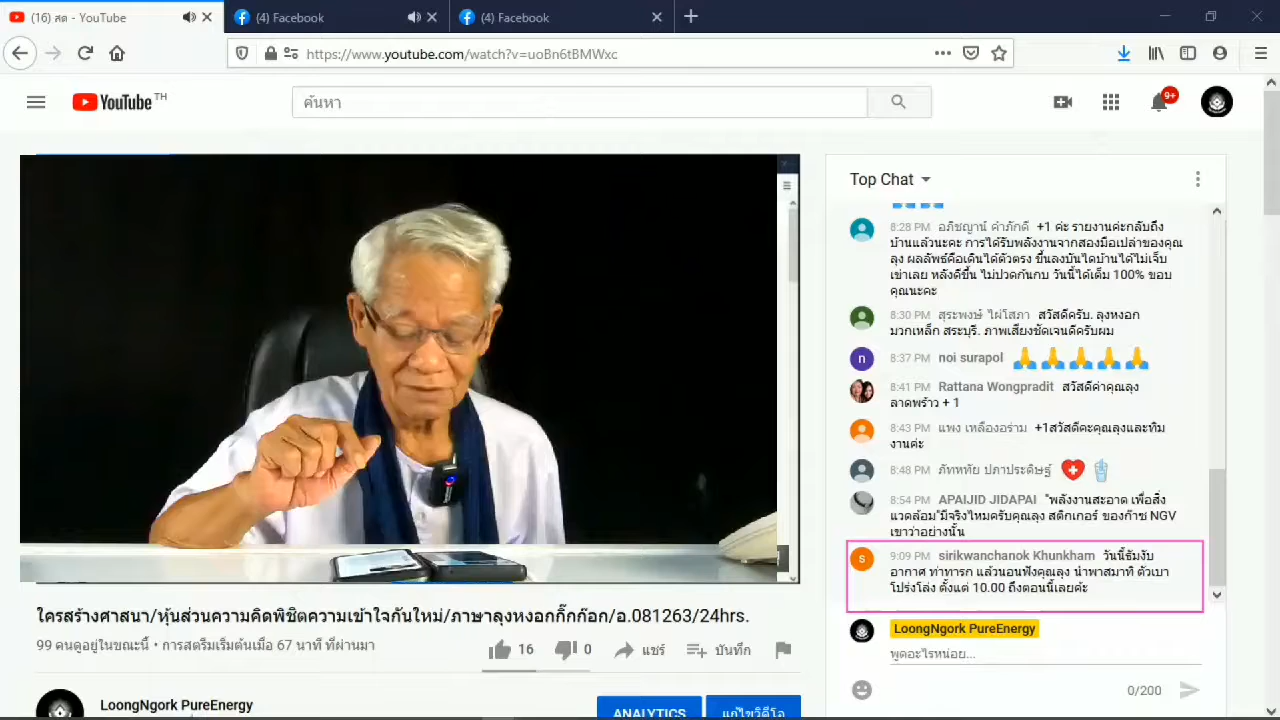 (16) สด - YouTube
(4) Facebook
(4) Facebook
https://www.youtube.com/watch?v=uoBn6tBMWxc
YouTube TH
ค้นหา
9+
Top Chat
8:28 PM อภิชญาน์ คำภักดี +1 ค่ะ รายงานค่ะกลับถึง
บ้านแล้วนะคะ การได้รับพลังงานจากสองมือเปล่าของคุณ
ลุง ผลลัพธ์คือเดินได้ตัวตรง ขึ้นลงบันไดบ้านได้ไม่เจ็บ
เข่าเลย หลังดีขึ้น ไม่ปวดก้นกบ วันนี้ได้เต็ม 100% ขอบ
คุณนะคะ
8:30 PM สุระพงษ์ ไผ่โสภา สวัสดีครับ. ลุงหงอก
มวกเหล็ก สระบุรี. ภาพเสียงชัดเจนดีครับผม
n 8:37 PM noi surapol 🙏🙏🙏🙏🙏
8:41 PM Rattana Wongpradit สวัสดีค่าคุณลุง
ลาดพร้าว + 1
8:43 PM แพง เหลืองอร่าม +1สวัสดีคะคุณลุงและทิม
งานค่ะ
8:48 PM ภัทททัย ปภาประดิษฐ์
8:54 PM APAIJID JIDAPAI "พลังงานสะอาด เพื่อสิ่ง
แวดล้อม"มีจริงไหมครับคุณลุง สติกเกอร์ ของก๊าซ NGV
เขาว่าอย่างนั้น
s 9:09 PM sirikwanchanok Khunkham วันนี้ธัมงับ
อากาศ ท่าทารก แล้วนอนฟังคุณลุง นำพาสมาทิ ตัวเบา
โปร่งโล่ง ตั้งแต่ 10.00 ถึงตอนนี้เลยค้ะ
LoongNgork PureEnergy
พูดอะไรหน่อย...
0/200
ใครสร้างศาสนา/หุ้นส่วนความคิดพิชิตความเข้าใจกันใหม่/ภาษาลุงหงอกกิ๊กก๊อก/อ.081263/24hrs.
99 คนดูอยู่ในขณะนี้ • การสตรีมเริ่มต้นเมื่อ 67 นาที ที่ผ่านมา
16 0 แชร์ บันทึก
LoongNgork PureEnergy
ANALYTICS แก้ไขวิดีโอ